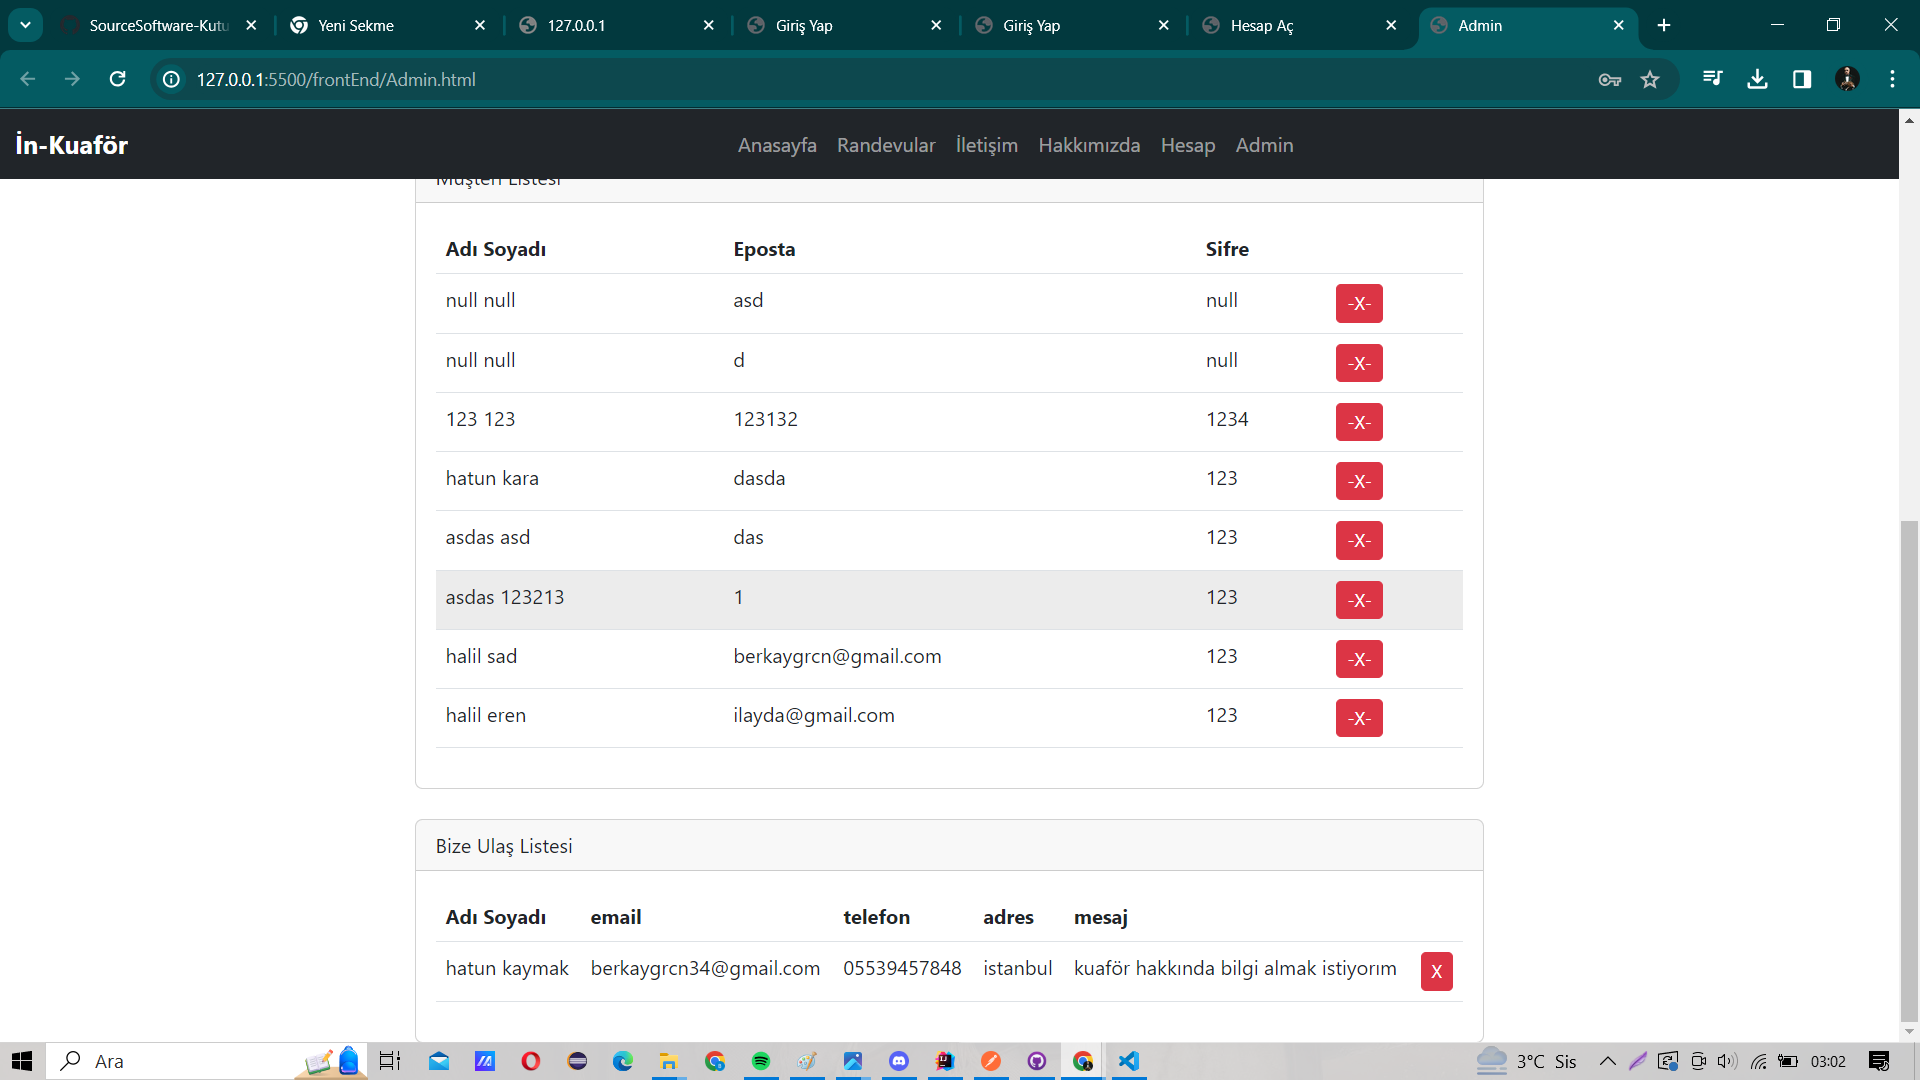 SourceSoftware-Kutu
Yeni Sekme
127.0.0.1
Giriş Yap
Giriş Yap
Hesap Aç
Admin
127.0.0.1:5500/frontEnd/Admin.html
İn-Kuaför
Anasayfa Randevular İletişim Hakkımızda Hesap Admin
Müşteri Listesi
Adı Soyadı Eposta Sifre
null null asd null -X-
null null d null -X-
123 123 123132 1234 -X-
hatun kara dasda 123 -X-
asdas asd das 123 -X-
asdas 123213 1 123 -X-
halil sad berkaygrcn@gmail.com 123 -X-
halil eren ilayda@gmail.com 123 -X-
Bize Ulaş Listesi
Adı Soyadı email telefon adres mesaj
hatun kaymak berkaygrcn34@gmail.com 05539457848 istanbul kuaför hakkında bilgi almak istiyorım X
Ara
3°C Sis
03:02